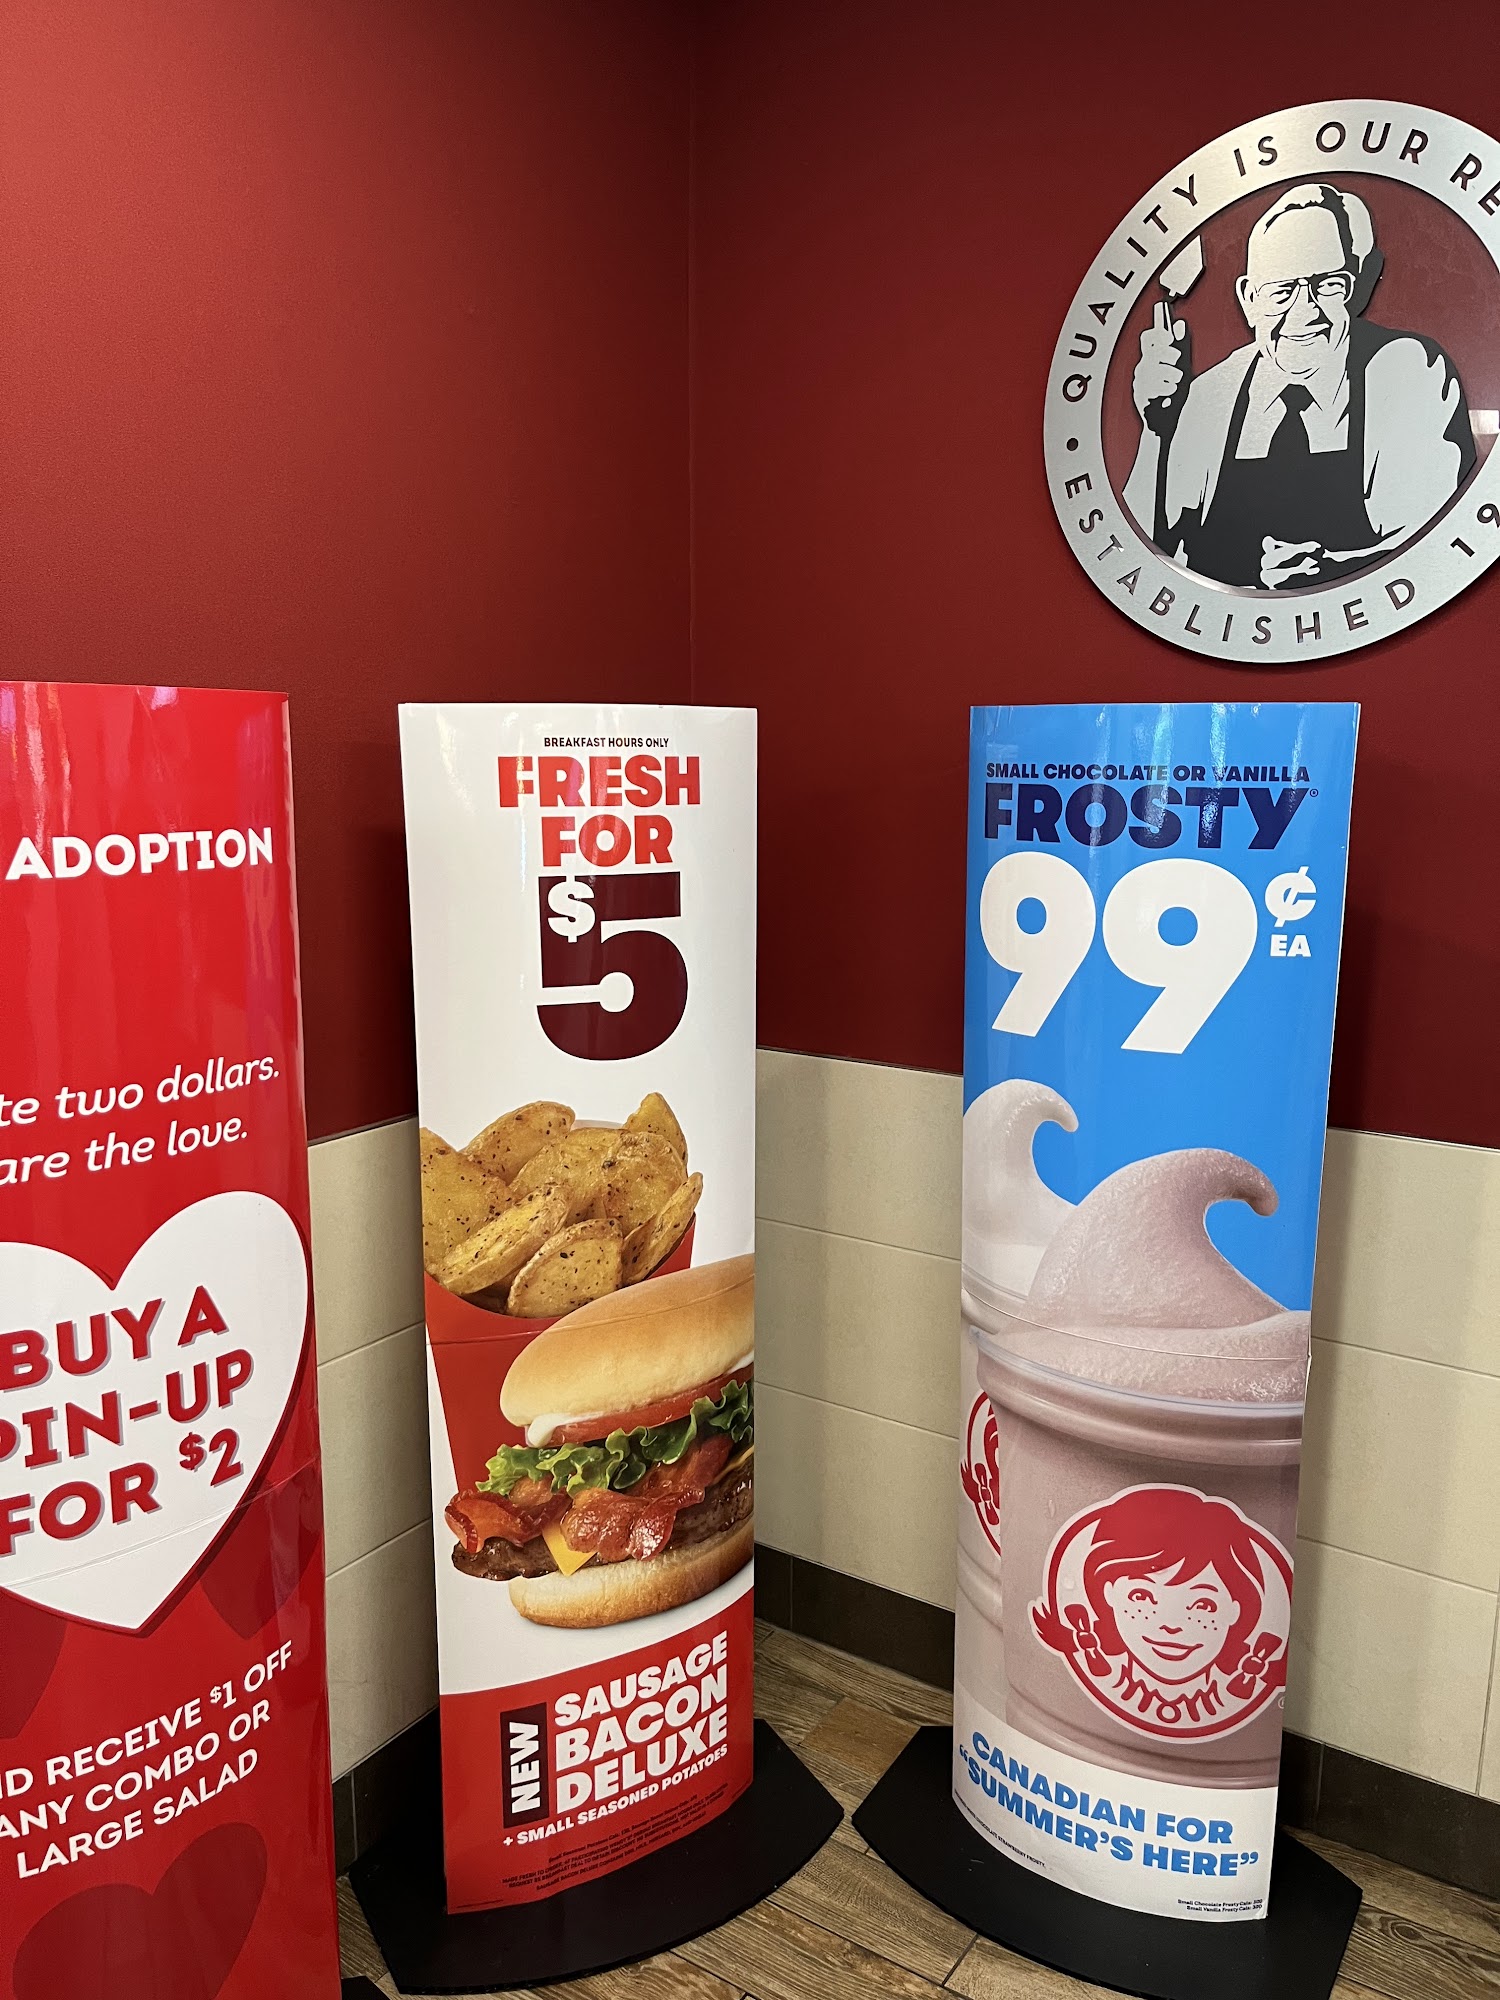 QUALITY IS OUR RE
ESTABLISHED 19
ADOPTION
te two dollars.
are the love.
BUY A
PIN-UP
FOR $2
ND RECEIVE $1 OFF
ANY COMBO OR
LARGE SALAD
BREAKFAST HOURS ONLY
FRESH
FOR
$5
NEW
SAUSAGE
BACON
DELUXE
+ SMALL SEASONED POTATOES
SMALL CHOCOLATE OR VANILLA
FROSTY®
99¢
EA
CANADIAN FOR
“SUMMER’S HERE”